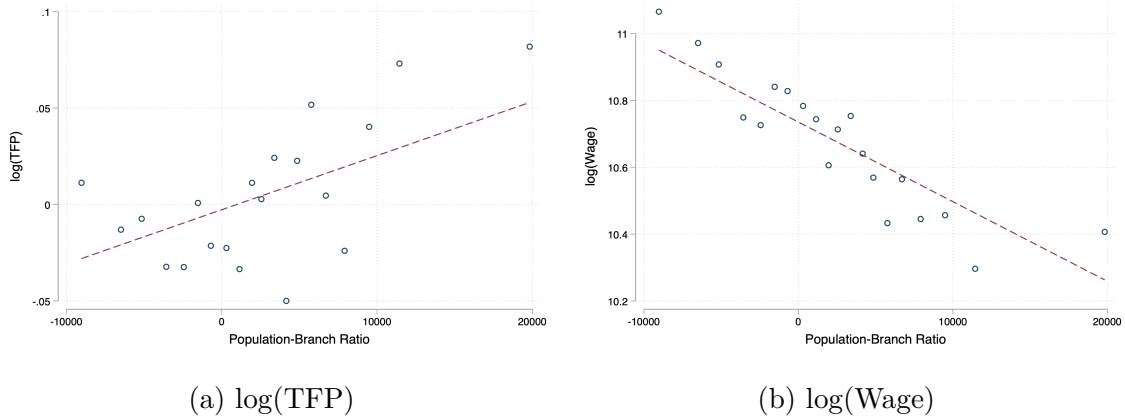 .1
.05
0
-.05
log(TFP)
-10000 0 10000 20000
Population-Branch Ratio
(a) log(TFP)
11
10.8
10.6
10.4
10.2
log(Wage)
-10000 0 10000 20000
Population-Branch Ratio
(b) log(Wage)